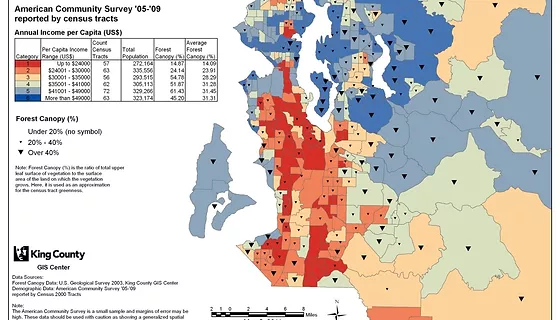 American Community Survey '05-'09
reported by census tracts
Annual Income per Capita (US$)
Category Per Capita Income Range (US$) Count Census Tracts Total Population Forest Canopy (%) Average Forest Canopy (%)
1 Up to $24000 57 272,164 14.87 14.09
2 $24001 - $30000 63 335,556 24.14 23.91
3 $30001 - $35000 56 293,515 54.78 28.29
4 $35001 - $41000 62 51.87 31.28
5 $41001 - $49000 72 329,266 61.43 31.45
6 More than $49000 63 323,174 45.20 31.31
Forest Canopy (%)
Under 20% (no symbol)
20% - 40%
Over 40%
Note: Forest Canopy (%) is the ratio of total upper
leaf surface of vegetation to the surface
area of the land on which the vegetation
grows. Here, it is used as an approximation
for the census tract greenness.
King County
GIS Center
Data Sources:
Forest Canopy Data: U.S. Geological Survey 2003, King County GIS Center
Demographic Data: American Community Survey '05-'09
reported by Census 2000 Tracts
Note:
The American Community Survey is a small sample and margins of error may be
high. These data should be used with caution as showing a generalized spatial
2 1 0 2 4 6 8 Miles